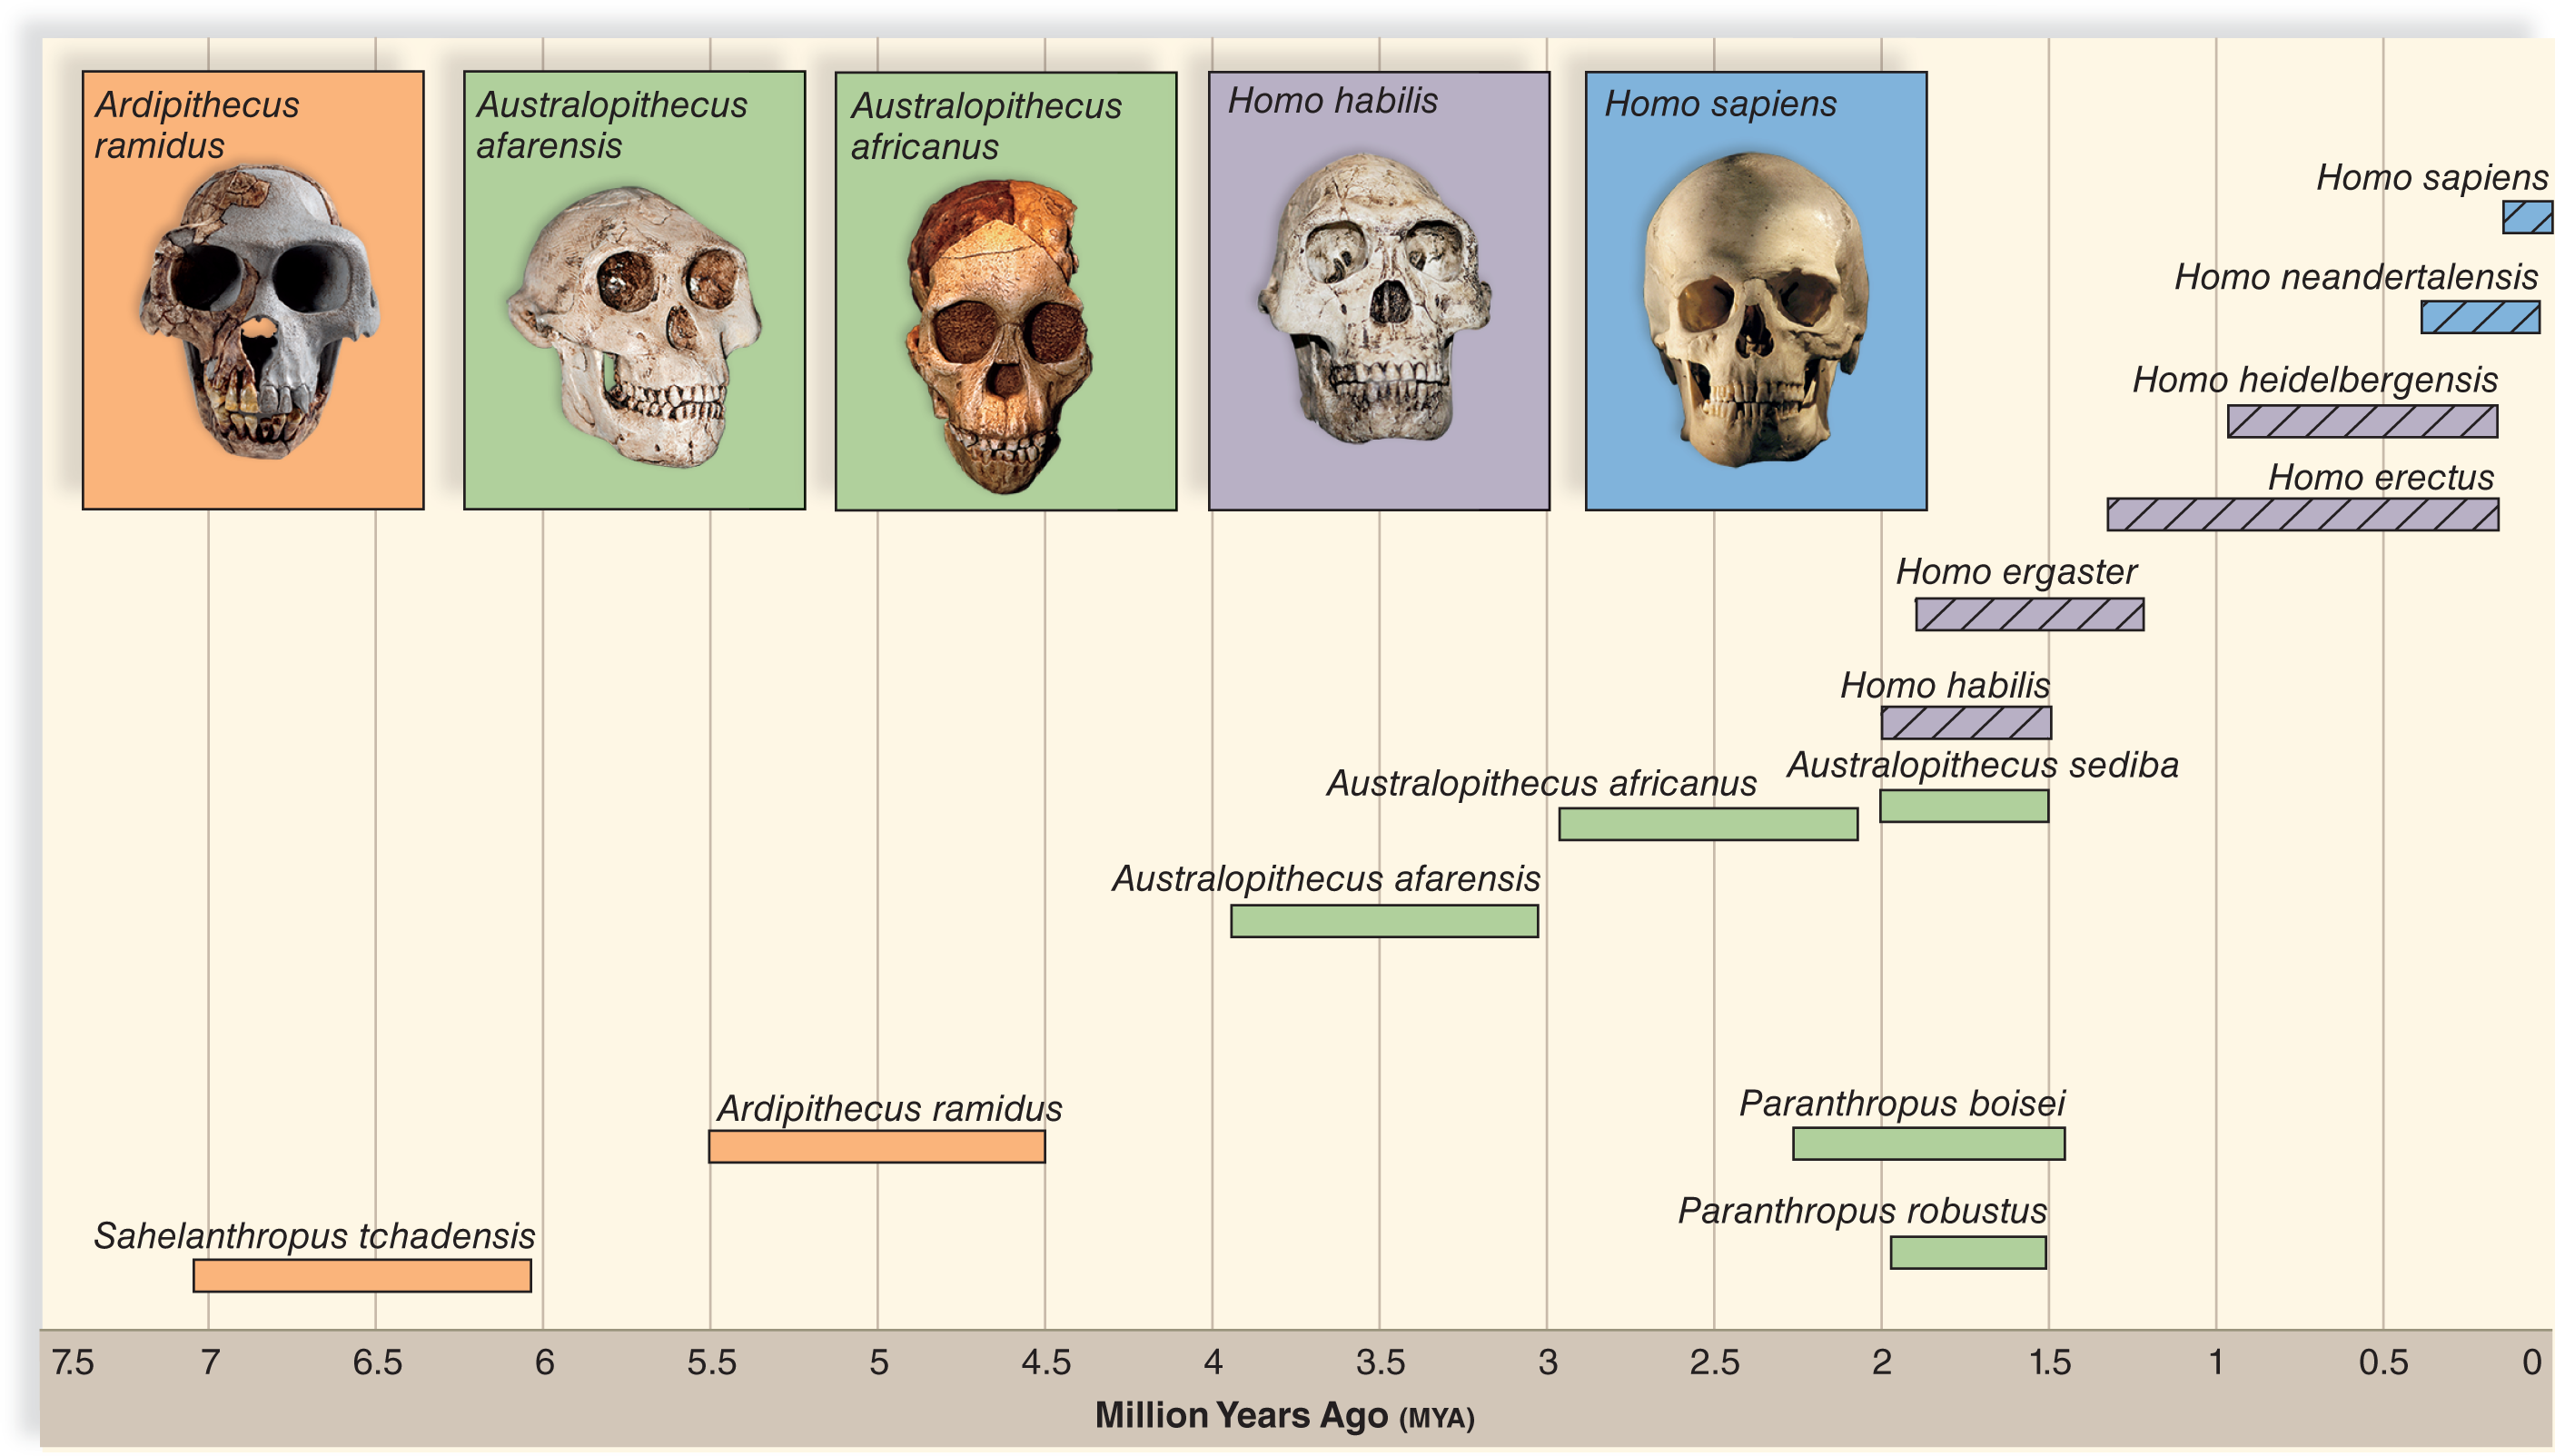 Ardipithecus
ramidus
Australopithecus
afarensis
Australopithecus
africanus
Homo habilis
Homo sapiens
Homo sapiens
Homo neandertalensis
Homo heidelbergensis
Homo erectus
Homo ergaster
Homo habilis
Australopithecus sediba
Australopithecus africanus
Australopithecus afarensis
Ardipithecus ramidus
Paranthropus boisei
Paranthropus robustus
Sahelanthropus tchadensis
7.5 7 6.5 6 5.5 5 4.5 4 3.5 3 2.5 2 1.5 1 0.5 0
Million Years Ago (MYA)